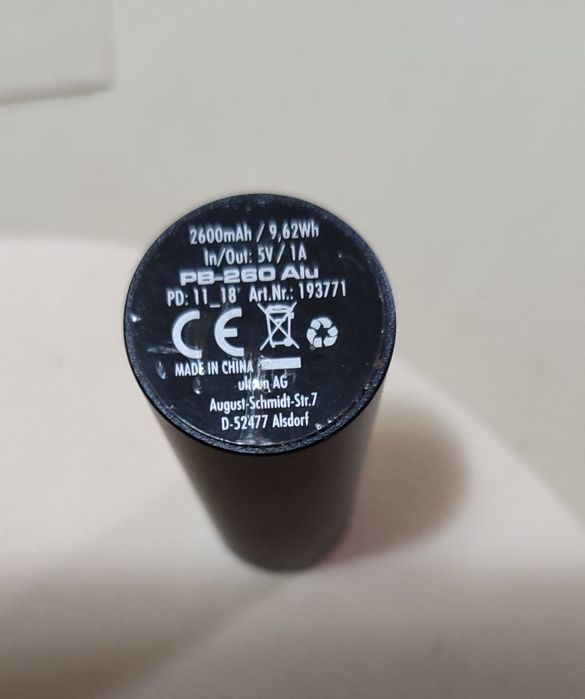 2600mAh / 9,62Wh
In/Out: 5V / 1A
PB-260 Alu
PD: 11_18 Art.Nr.: 193771
CE
MADE IN CHINA
AG
August-Schmidt-Str.7
D-52477 Alsdorf